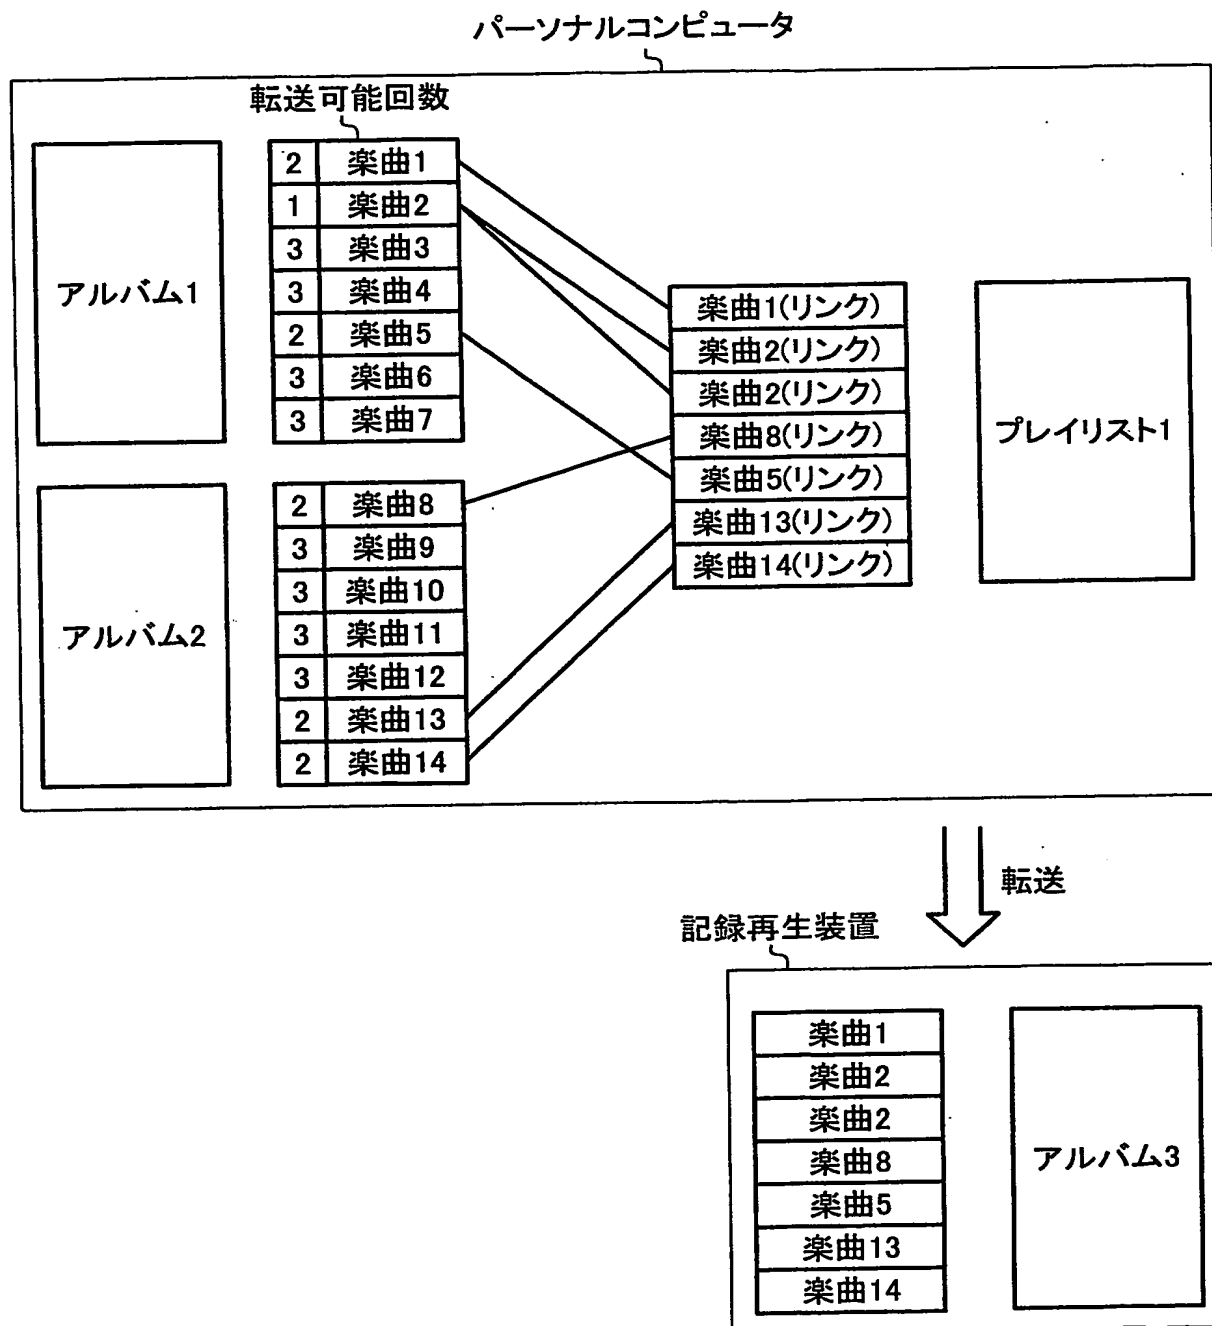 パーソナルコンピュータ
転送可能回数
アルバム1
2 楽曲1
1 楽曲2
3 楽曲3
3 楽曲4
2 楽曲5
3 楽曲6
3 楽曲7
アルバム2
2 楽曲8
3 楽曲9
3 楽曲10
3 楽曲11
3 楽曲12
2 楽曲13
2 楽曲14
楽曲1(リンク)
楽曲2(リンク)
楽曲2(リンク)
楽曲8(リンク)
楽曲5(リンク)
楽曲13(リンク)
楽曲14(リンク)
プレイリスト1
転送
記録再生装置
楽曲1
楽曲2
楽曲2
楽曲8
楽曲5
楽曲13
楽曲14
アルバム3